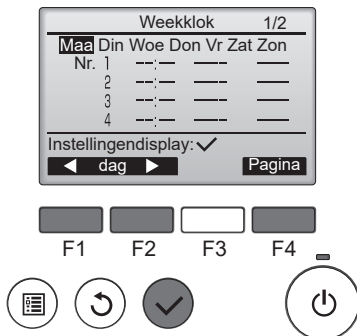 Weekklok 1/2
Maa Din Woe Don Vr Zat Zon
Nr. 1 --:-- ---- ----
2 --:-- ---- ----
3 --:-- ---- ----
4 --:-- ---- ----
Instellingendisplay:✓
◀ dag ▶ Pagina
F1 F2 F3 F4